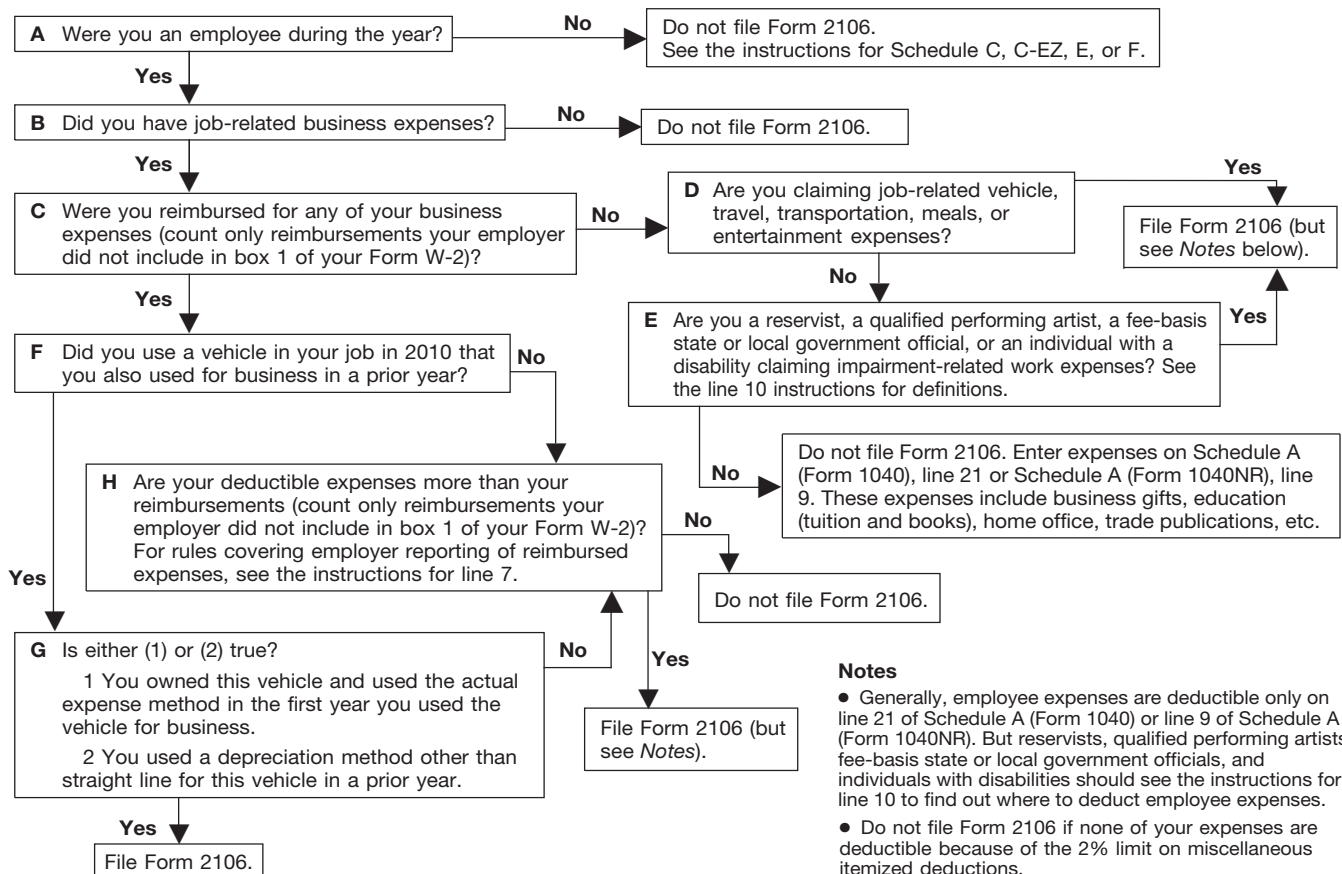 A Were you an employee during the year?
No
Do not file Form 2106.
See the instructions for Schedule C, C-EZ, E, or F.
Yes
B Did you have job-related business expenses?
No
Do not file Form 2106.
Yes
C Were you reimbursed for any of your business
expenses (count only reimbursements your employer
did not include in box 1 of your Form W-2)?
No
D Are you claiming job-related vehicle,
travel, transportation, meals, or
entertainment expenses?
Yes
File Form 2106 (but
see Notes below).
No
Yes
E Are you a reservist, a qualified performing artist, a fee-basis
state or local government official, or an individual with a
disability claiming impairment-related work expenses? See
the line 10 instructions for definitions.
Yes
F Did you use a vehicle in your job in 2010 that
you also used for business in a prior year?
No
No
Do not file Form 2106. Enter expenses on Schedule A
(Form 1040), line 21 or Schedule A (Form 1040NR), line
9. These expenses include business gifts, education
(tuition and books), home office, trade publications, etc.
H Are your deductible expenses more than your
reimbursements (count only reimbursements your
employer did not include in box 1 of your Form W-2)?
For rules covering employer reporting of reimbursed
expenses, see the instructions for line 7.
No
Do not file Form 2106.
Yes
G Is either (1) or (2) true?
1 You owned this vehicle and used the actual
expense method in the first year you used the
vehicle for business.
2 You used a depreciation method other than
straight line for this vehicle in a prior year.
No
Yes
File Form 2106 (but
see Notes).
Yes
File Form 2106.
Notes
● Generally, employee expenses are deductible only on
line 21 of Schedule A (Form 1040) or line 9 of Schedule A
(Form 1040NR). But reservists, qualified performing artists
fee-basis state or local government officials, and
individuals with disabilities should see the instructions for
line 10 to find out where to deduct employee expenses.
● Do not file Form 2106 if none of your expenses are
deductible because of the 2% limit on miscellaneous
itemized deductions.